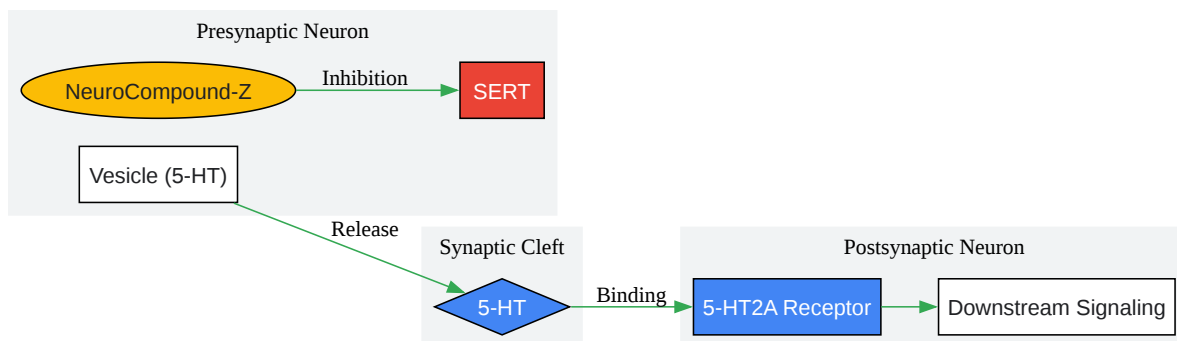 Presynaptic Neuron
NeuroCompound-Z
Inhibition
SERT
Vesicle (5-HT)
Release
Synaptic Cleft
5-HT
Binding
Postsynaptic Neuron
5-HT2A Receptor
Downstream Signaling